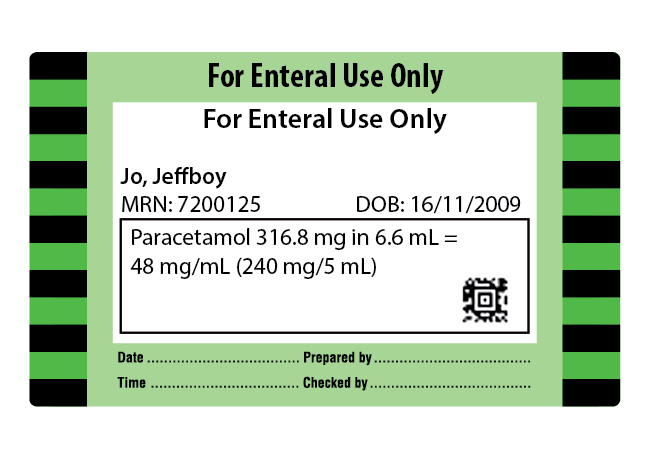 For Enteral Use Only
For Enteral Use Only
Jo, Jeffboy
MRN: 7200125 DOB: 16/11/2009
Paracetamol 316.8 mg in 6.6 mL =
48 mg/mL (240 mg/5 mL)
Date .................................... Prepared by ......................................
Time .................................... Checked by .......................................